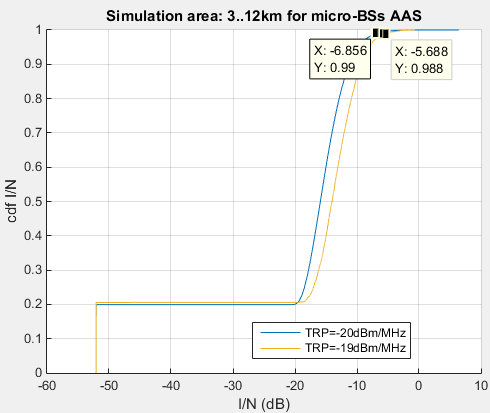 Simulation area: 3..12km for micro-BSs AAS
1
0.9
0.8
0.7
0.6
0.5
0.4
0.3
0.2
0.1
0
cdf I/N
X: -6.856
Y: 0.99
X: -5.688
Y: 0.988
TRP=-20dBm/MHz
TRP=-19dBm/MHz
-60
-50
-40
-30
-20
-10
0
10
I/N (dB)